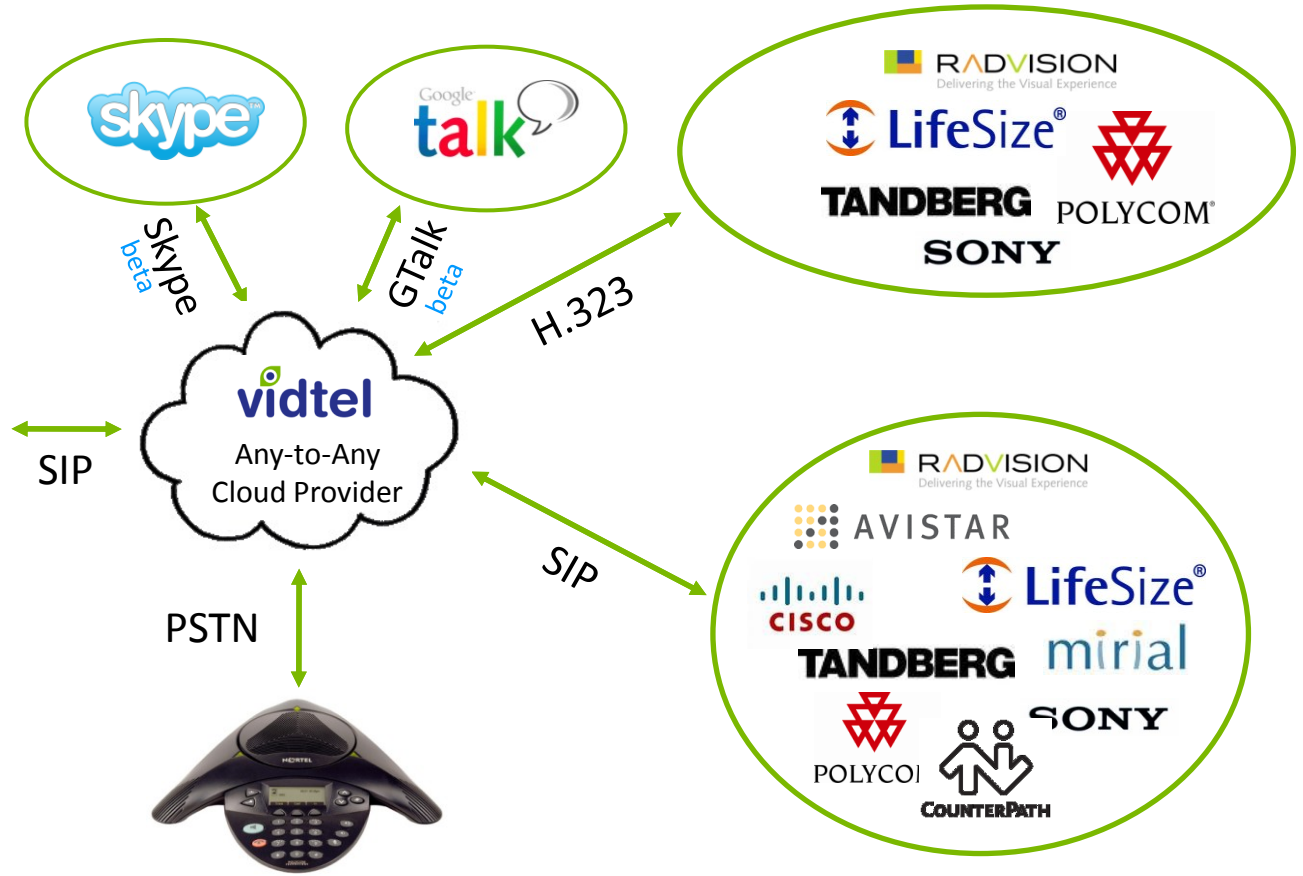 skype™
Google
talk
Skype
beta
GTalk
beta
H.323
RADVISION
Delivering the Visual Experience
LifeSize®
TANDBERG
POLYCOM®
SONY
vidtel
Any-to-Any
Cloud Provider
SIP
SIP
PSTN
NORTEL
RADVISION
Delivering the Visual Experience
AVISTAR
LifeSize®
CISCO
mirial
TANDBERG
SONY
POLYCO
COUNTERPATH